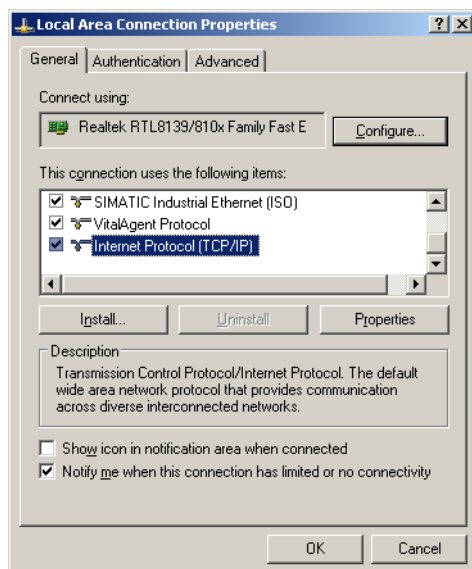 Local Area Connection Properties
General Authentication Advanced
Connect using:
Realtek RTL8139/810x Family Fast E Configure...
This connection uses the following items:
SIMATIC Industrial Ethernet (ISO)
VitalAgent Protocol
Internet Protocol (TCP/IP)
Install... Uninstall Properties
Description
Transmission Control Protocol/Internet Protocol. The default
wide area network protocol that provides communication
across diverse interconnected networks.
Show icon in notification area when connected
Notify me when this connection has limited or no connectivity
OK Cancel